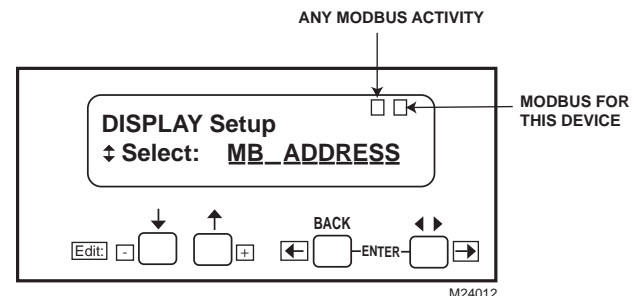 ANY MODBUS ACTIVITY
MODBUS FOR
THIS DEVICE
DISPLAY Setup
↕ Select: MB_ADDRESS
↓ ↑ BACK ◀ ▶
Edit: - + ← ENTER →
M24012